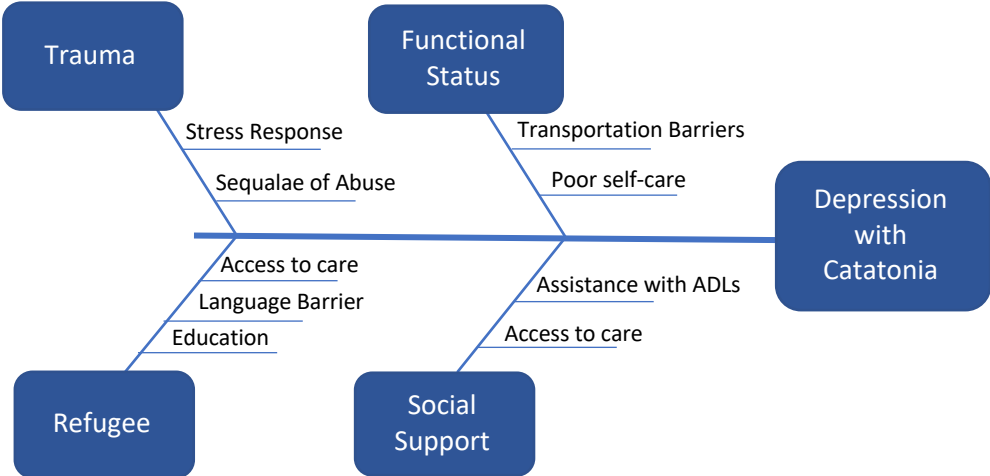 Trauma
Functional
Status
Stress Response
Sequalae of Abuse
Transportation Barriers
Poor self-care
Depression
with
Catatonia
Access to care
Language Barrier
Education
Assistance with ADLs
Access to care
Refugee
Social
Support